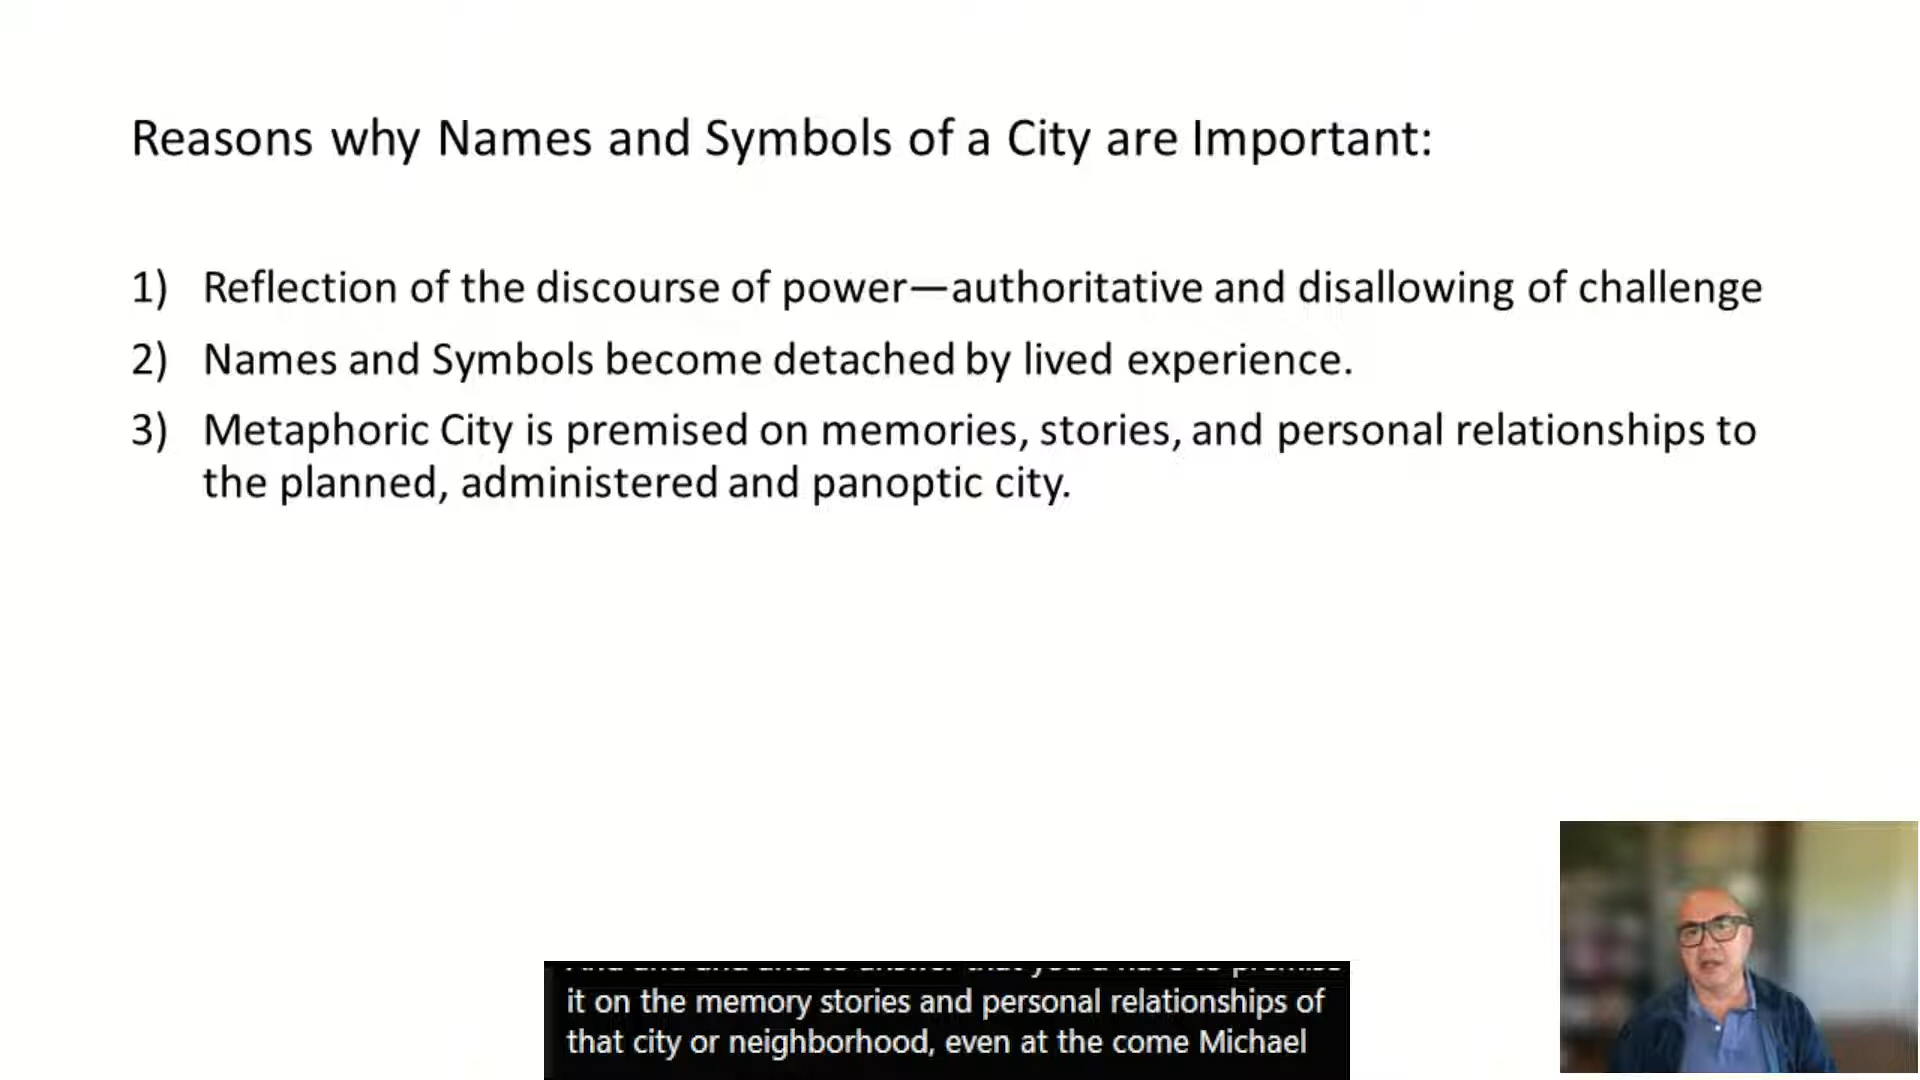 Reasons why Names and Symbols of a City are Important:
1) Reflection of the discourse of power—authoritative and disallowing of challenge
2) Names and Symbols become detached by lived experience.
3) Metaphoric City is premised on memories, stories, and personal relationships to
the planned, administered and panoptic city.
it on the memory stories and personal relationships of
that city or neighborhood, even at the come Michael